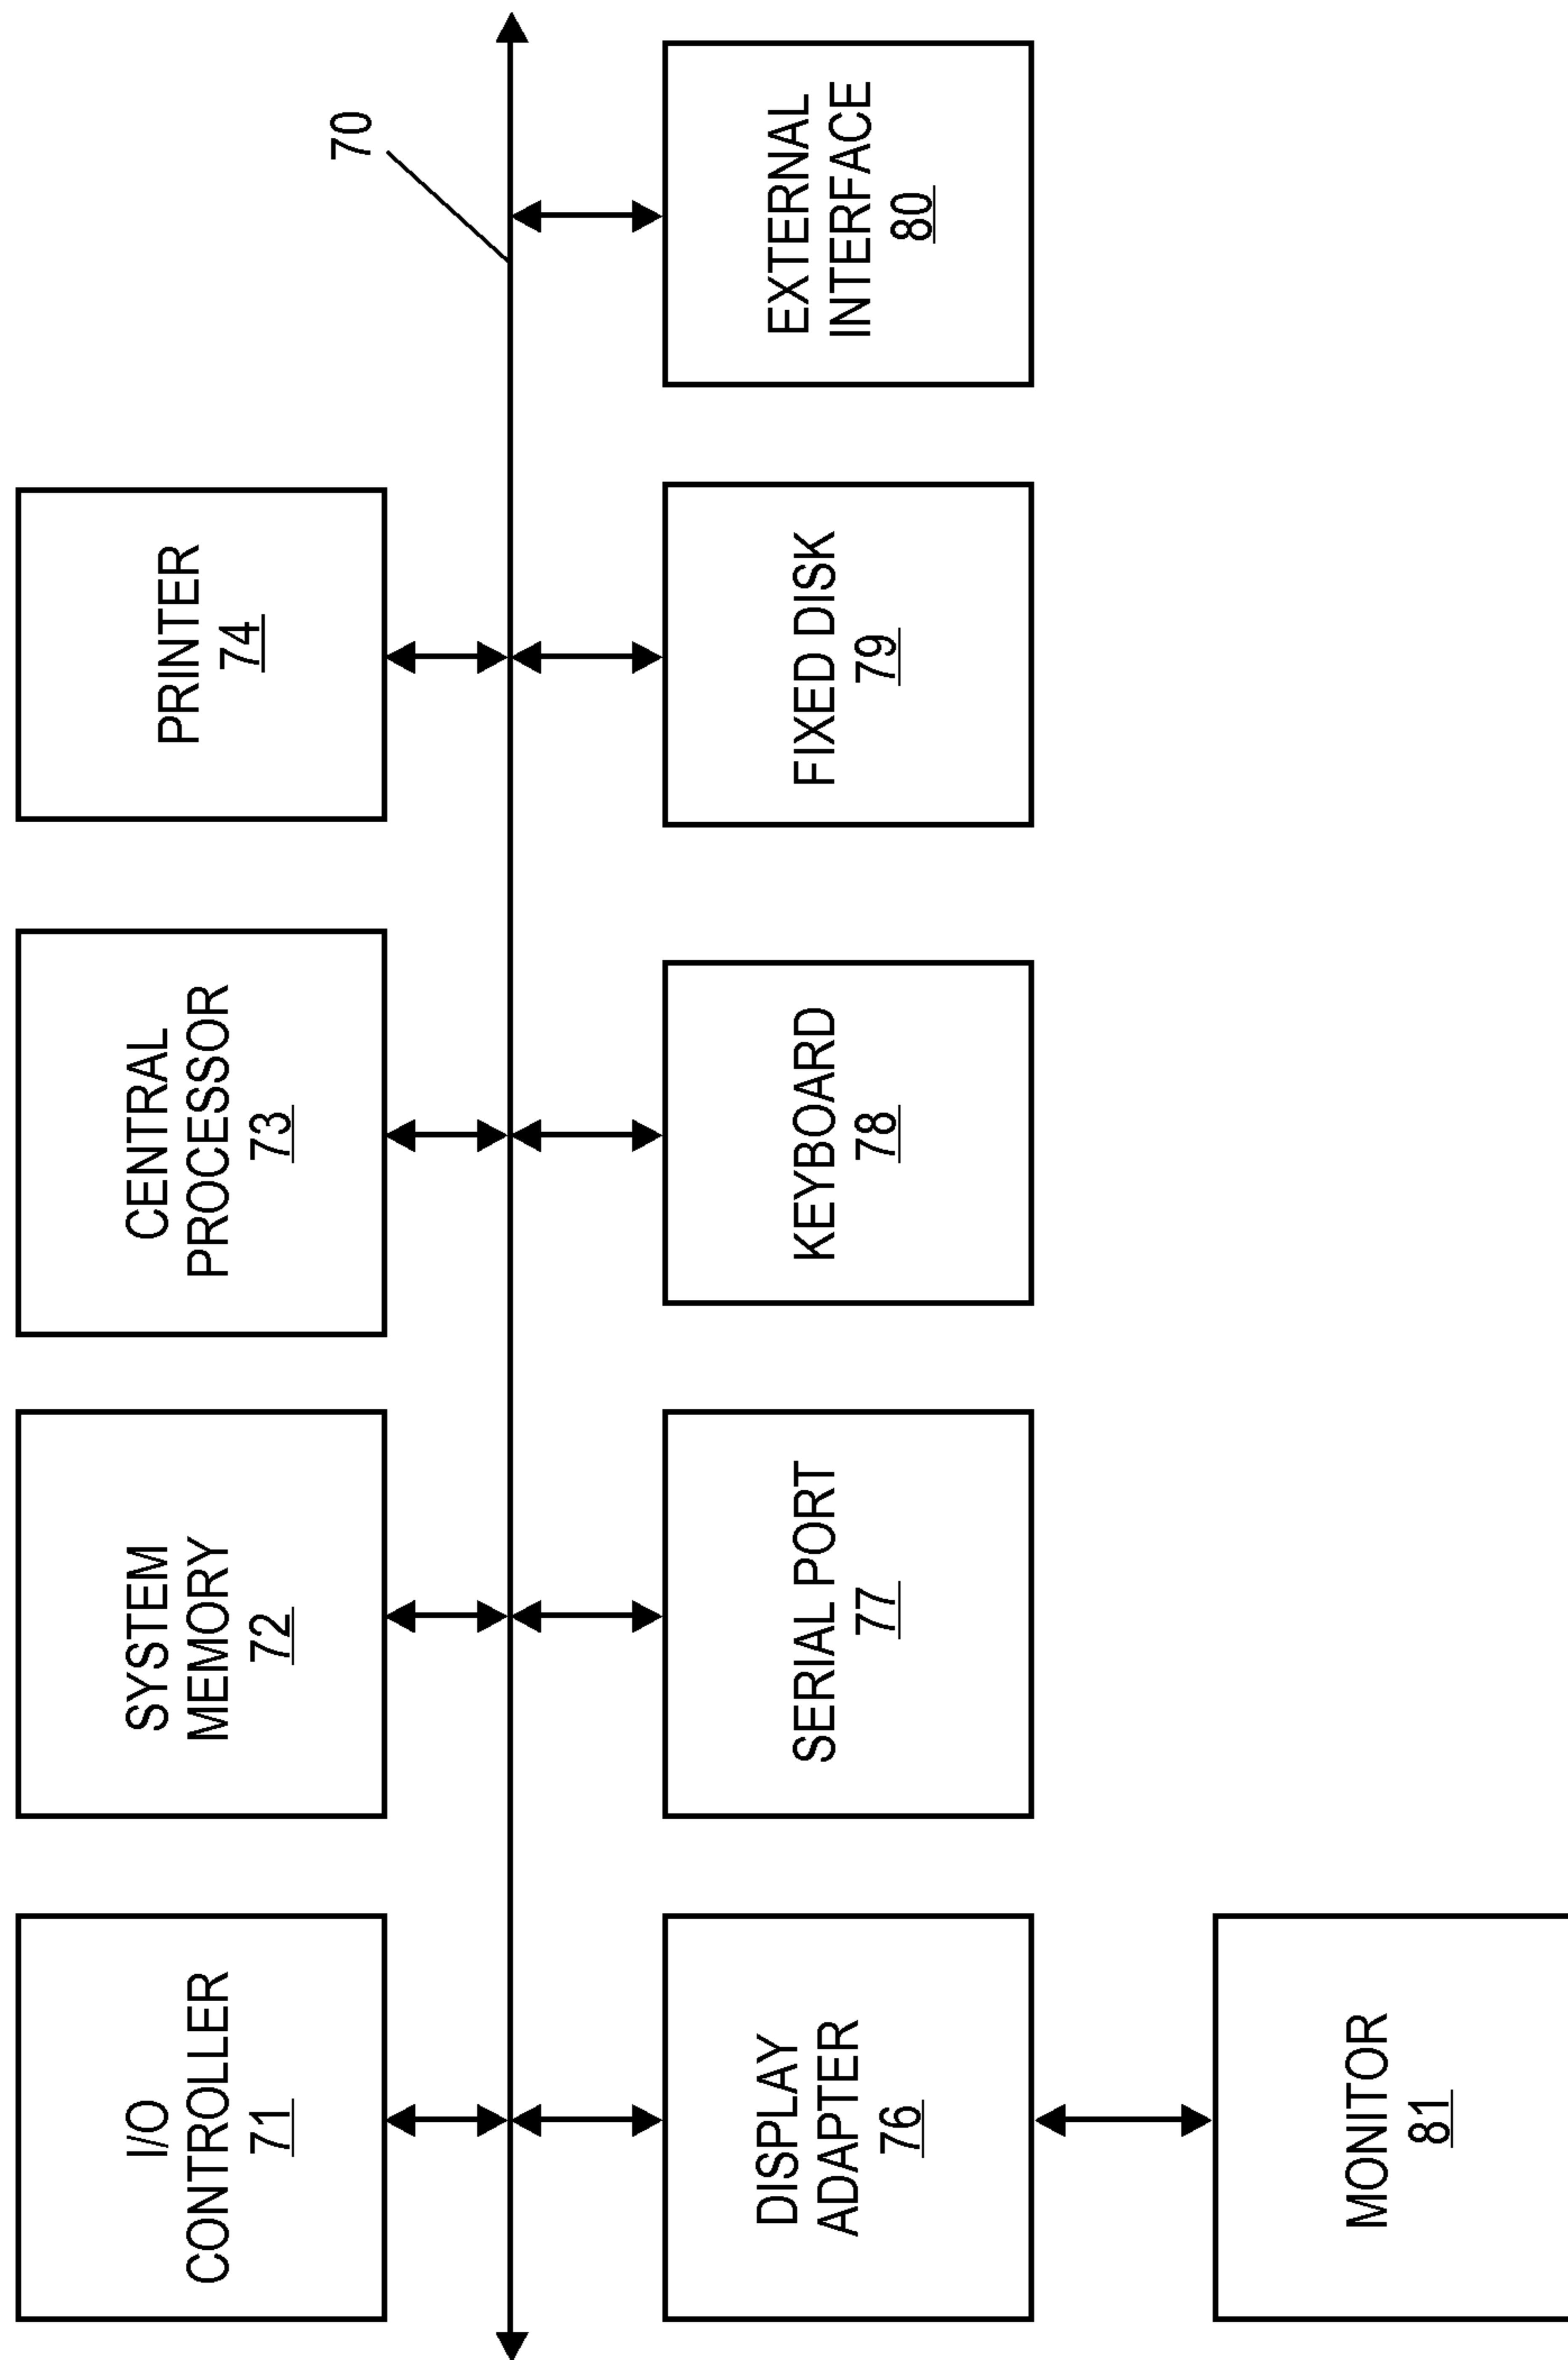 I/O
CONTROLLER
71
SYSTEM
MEMORY
72
CENTRAL
PROCESSOR
73
PRINTER
74
70
DISPLAY
ADAPTER
76
SERIAL PORT
77
KEYBOARD
78
FIXED DISK
79
EXTERNAL
INTERFACE
80
MONITOR
81